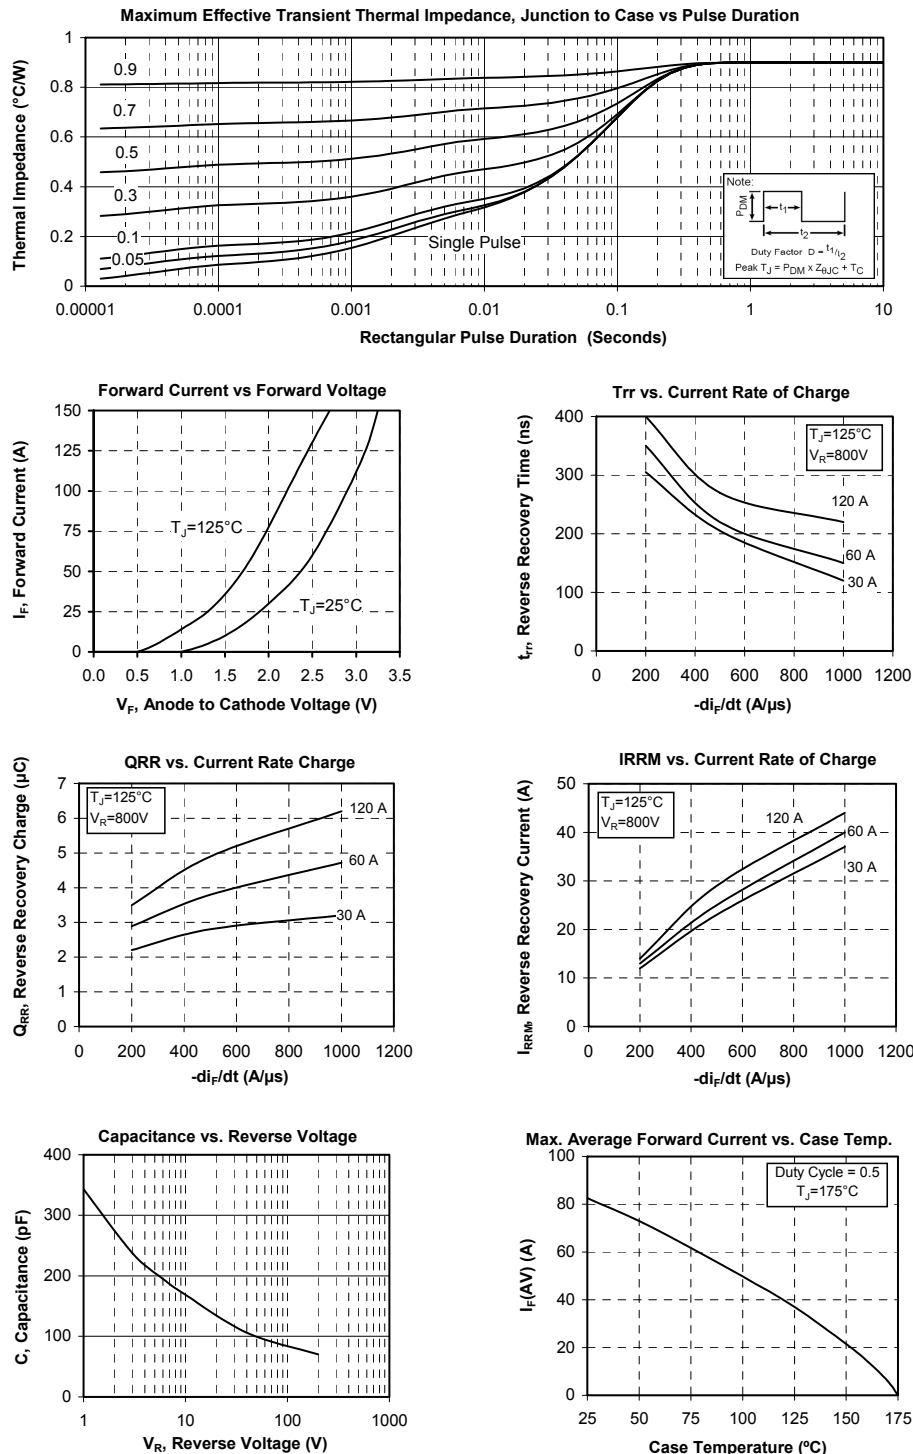 Maximum Effective Transient Thermal Impedance, Junction to Case vs Pulse Duration
Thermal Impedance (°C/W)
1
0.8
0.6
0.4
0.2
0
0.9
0.7
0.5
0.3
0.1
0.05
Single Pulse
Note:
PDM
t1
t2
Duty Factor D = t1/t2
Peak TJ = PDM x ZθJC + TC
0.00001 0.0001 0.001 0.01 0.1 1 10
Rectangular Pulse Duration (Seconds)
Forward Current vs Forward Voltage
IF, Forward Current (A)
150
125
100
75
50
25
0
TJ=125°C
TJ=25°C
0.0 0.5 1.0 1.5 2.0 2.5 3.0 3.5
VF, Anode to Cathode Voltage (V)
Trr vs. Current Rate of Charge
trr, Reverse Recovery Time (ns)
400
300
200
100
0
TJ=125°C
VR=800V
120 A
60 A
30 A
0 200 400 600 800 1000 1200
-diF/dt (A/µs)
QRR vs. Current Rate Charge
QRR, Reverse Recovery Charge (µC)
7
6
5
4
3
2
1
0
TJ=125°C
VR=800V
120 A
60 A
30 A
0 200 400 600 800 1000 1200
-diF/dt (A/µs)
IRRM vs. Current Rate of Charge
IRRM, Reverse Recovery Current (A)
50
40
30
20
10
0
TJ=125°C
VR=800V
120 A
60 A
30 A
0 200 400 600 800 1000 1200
-diF/dt (A/µs)
Capacitance vs. Reverse Voltage
C, Capacitance (pF)
400
300
200
100
0
1 10 100 1000
VR, Reverse Voltage (V)
Max. Average Forward Current vs. Case Temp.
IF(AV) (A)
100
80
60
40
20
0
Duty Cycle = 0.5
TJ=175°C
25 50 75 100 125 150 175
Case Temperature (ºC)